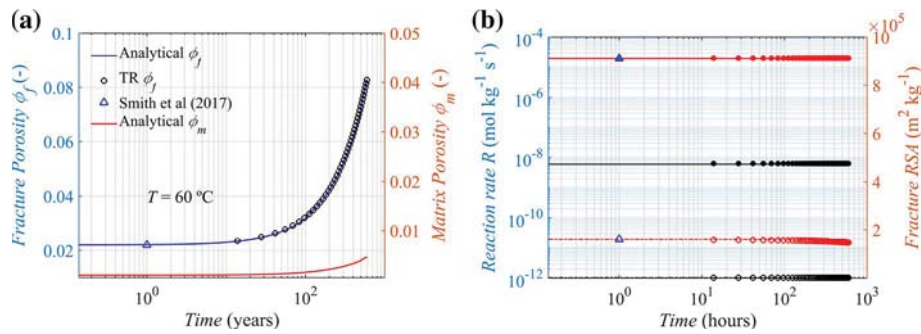 (a)
0.1
0.08
0.06
0.04
0.02
Fracture Porosity ϕf (-)
Analytical ϕf
TR ϕf
Smith et al (2017)
Analytical ϕm
T = 60 ºC
0.05
0.04
0.03
0.02
0.01
Matrix Porosity ϕm (-)
10^0
10^2
Time (years)
(b)
10^-4
10^-6
10^-8
10^-10
10^-12
Reaction rate R (mol kg^-1 s^-1)
×10^5
10
8
6
4
2
0
Fracture RSA (m^2 kg^-1)
10^0
10^1
10^2
10^3
Time (hours)